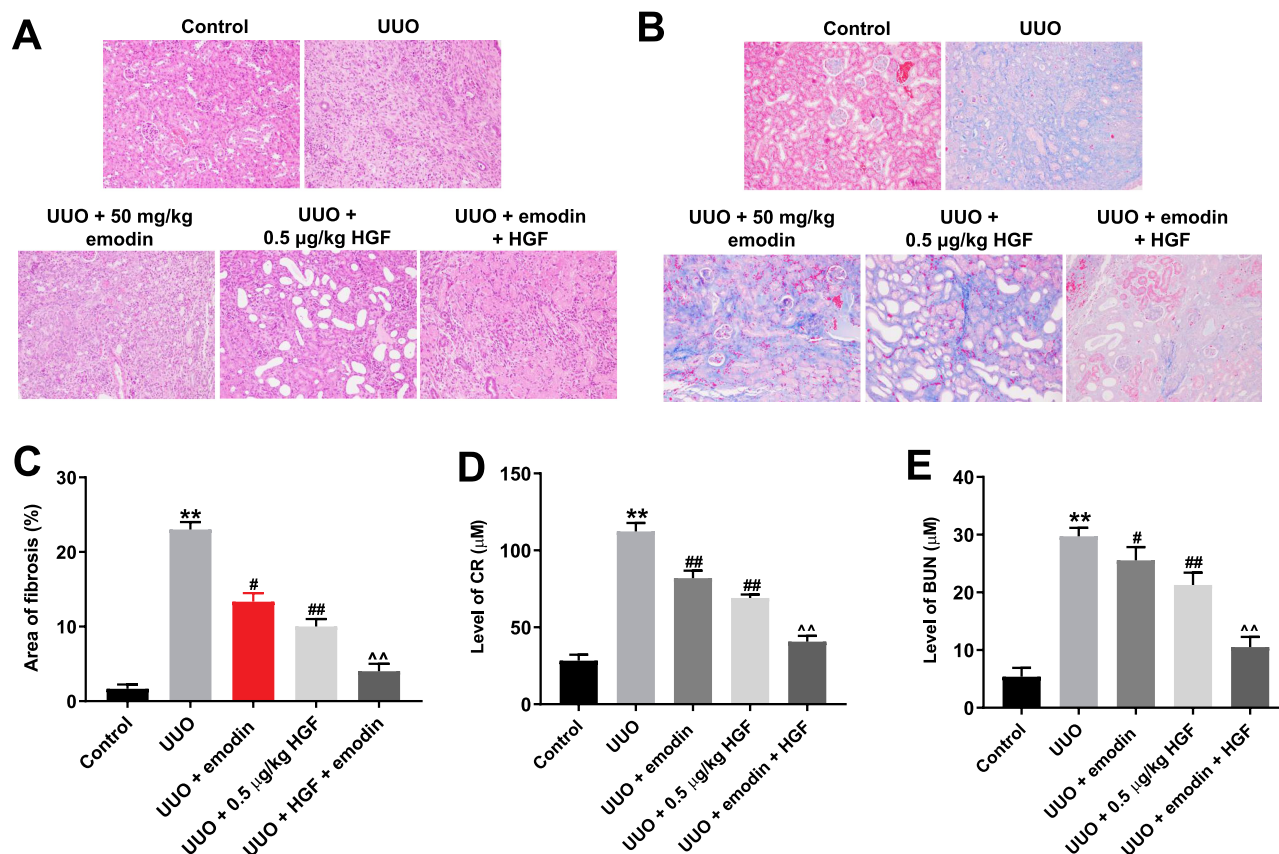 A
Control
UUO
UUO + 50 mg/kg
emodin
UUO +
0.5 µg/kg HGF
UUO + emodin
+ HGF
B
Control
UUO
UUO + 50 mg/kg
emodin
UUO +
0.5 µg/kg HGF
UUO + emodin
+ HGF
C
Area of fibrosis (%)
30
20
10
0
**
#
##
^^
Control
UUO
UUO + emodin
UUO + 0.5 µg/kg HGF
UUO + HGF + emodin
D
Level of CR (µM)
150
100
50
0
**
##
##
^^
Control
UUO
UUO + emodin
UUO + 0.5 µg/kg HGF
UUO + emodin + HGF
E
Level of BUN (µM)
40
30
20
10
0
**
#
##
^^
Control
UUO
UUO + emodin
UUO + 0.5 µg/kg HGF
UUO + emodin + HGF